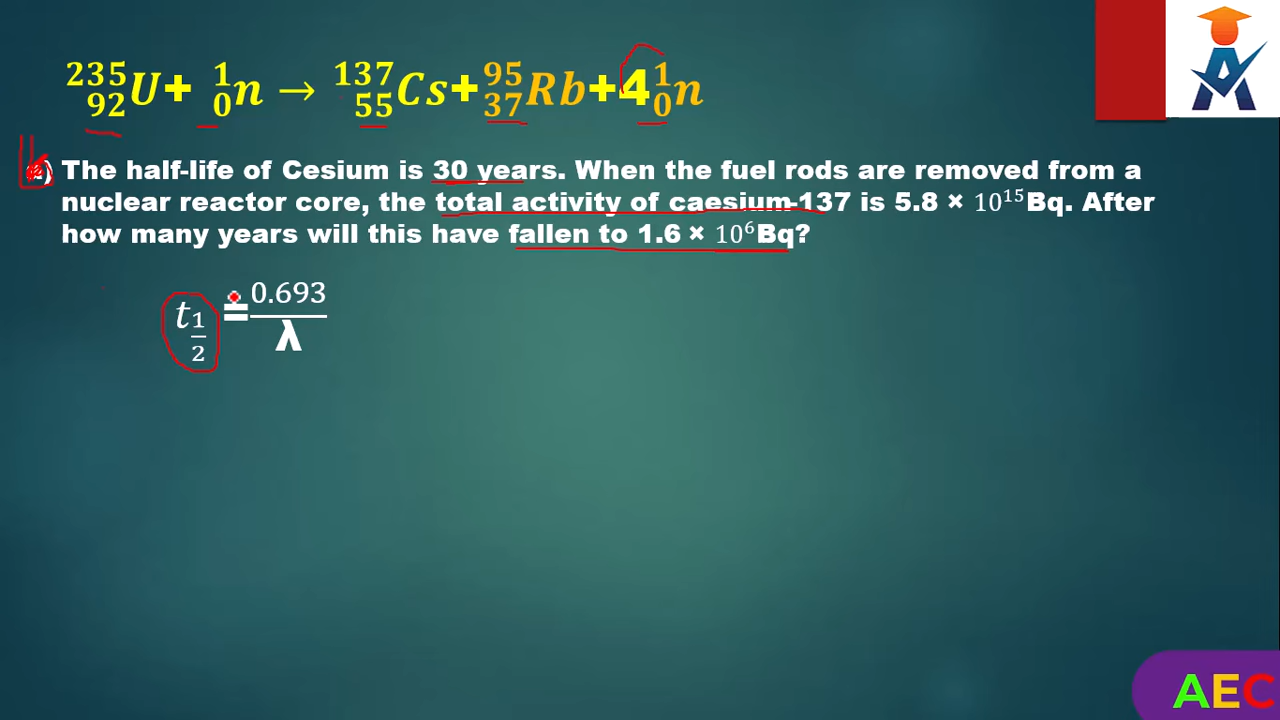 ²³⁵₉₂U+ ¹₀n → ¹³⁷₅₅Cs+⁹⁵₃₇Rb+4¹₀n
The half-life of Cesium is 30 years. When the fuel rods are removed from a
nuclear reactor core, the total activity of caesium-137 is 5.8 × 10¹⁵Bq. After
how many years will this have fallen to 1.6 × 10⁶Bq?
t_{1/2} = 0.693/λ
AEC